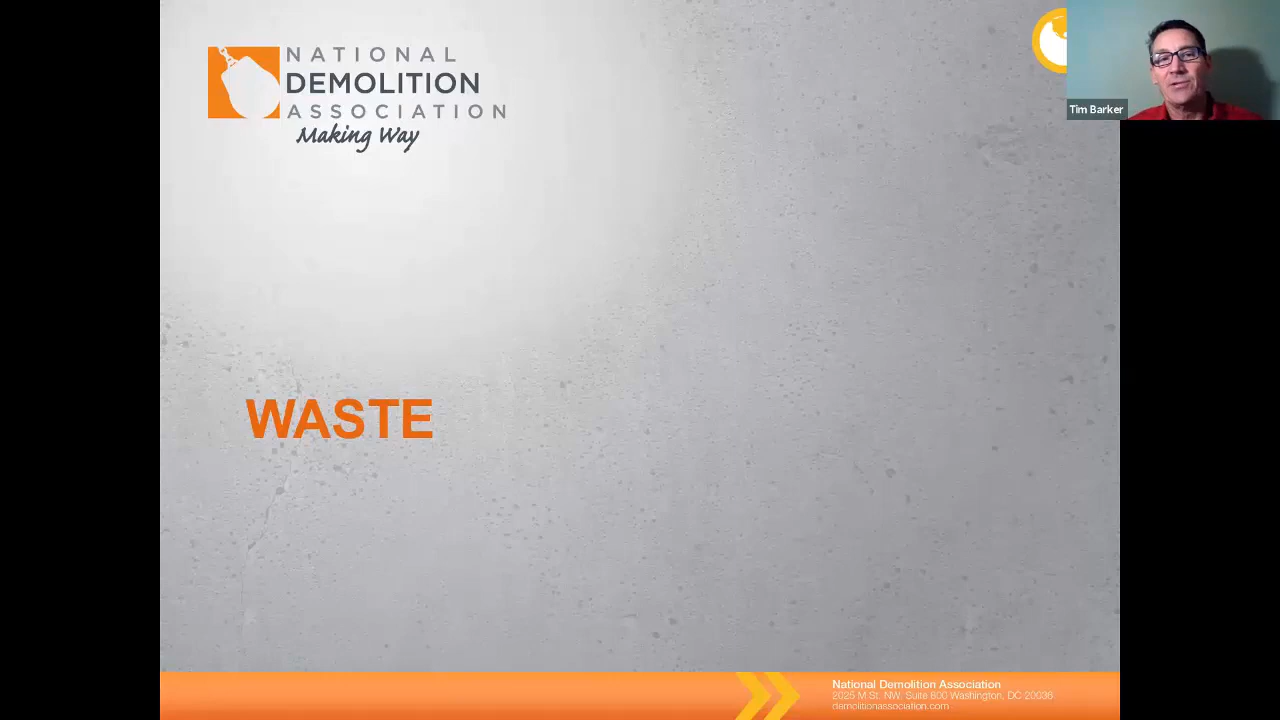 NATIONAL
DEMOLITION
ASSOCIATION
Making Way
Tim Barker
WASTE
National Demolition Association
2025 M St. NW. Suite 800 Washington, DC 20036
demolitionassociation.com